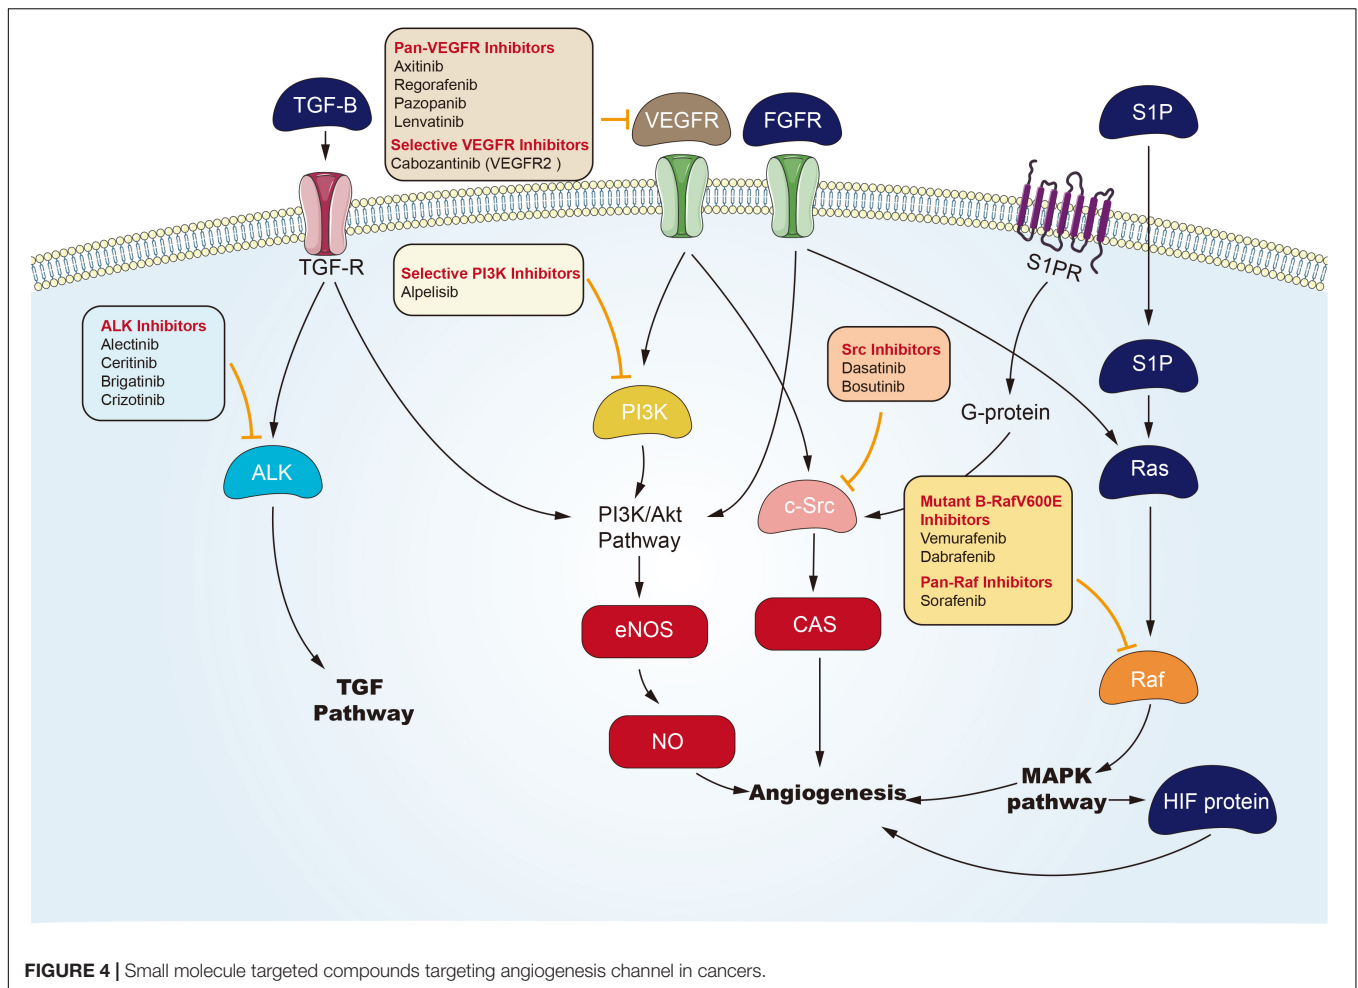 Pan-VEGFR Inhibitors
Axitinib
Regorafenib
Pazopanib
Lenvatinib
Selective VEGFR Inhibitors
Cabozantinib (VEGFR2 )
TGF-B
VEGFR
FGFR
S1P
TGF-R
S1PR
Selective PI3K Inhibitors
Alpelisib
ALK Inhibitors
Alectinib
Ceritinib
Brigatinib
Crizotinib
Src Inhibitors
Dasatinib
Bosutinib
S1P
PI3K
G-protein
ALK
Ras
c-Src
PI3K/Akt
Pathway
Mutant B-RafV600E
Inhibitors
Vemurafenib
Dabrafenib
Pan-Raf Inhibitors
Sorafenib
eNOS
CAS
Raf
TGF
Pathway
NO
Angiogenesis
MAPK
pathway
HIF protein
FIGURE 4 | Small molecule targeted compounds targeting angiogenesis channel in cancers.